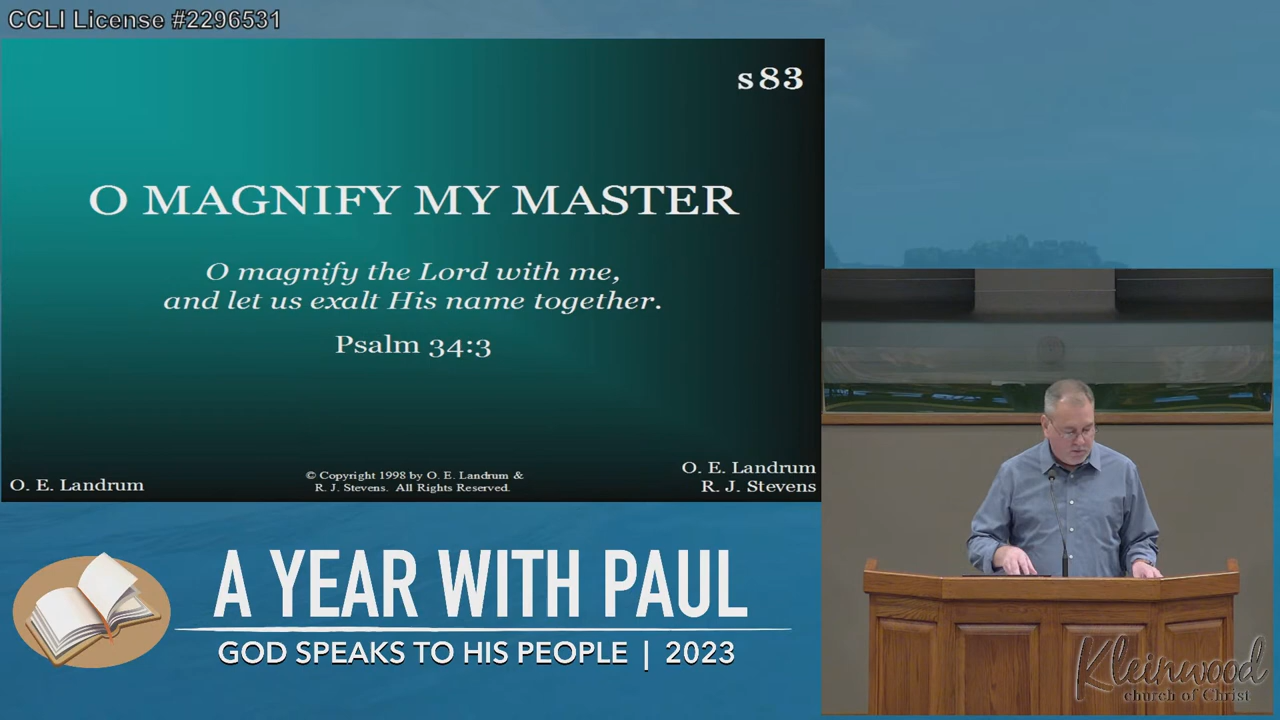 CCLI License #2296531
s83
O MAGNIFY MY MASTER
O magnify the Lord with me,
and let us exalt His name together.
Psalm 34:3
O. E. Landrum
© Copyright 1998 by O. E. Landrum &
R. J. Stevens. All Rights Reserved.
O. E. Landrum
R. J. Stevens
A YEAR WITH PAUL
GOD SPEAKS TO HIS PEOPLE | 2023
Kleinwood
church of Christ